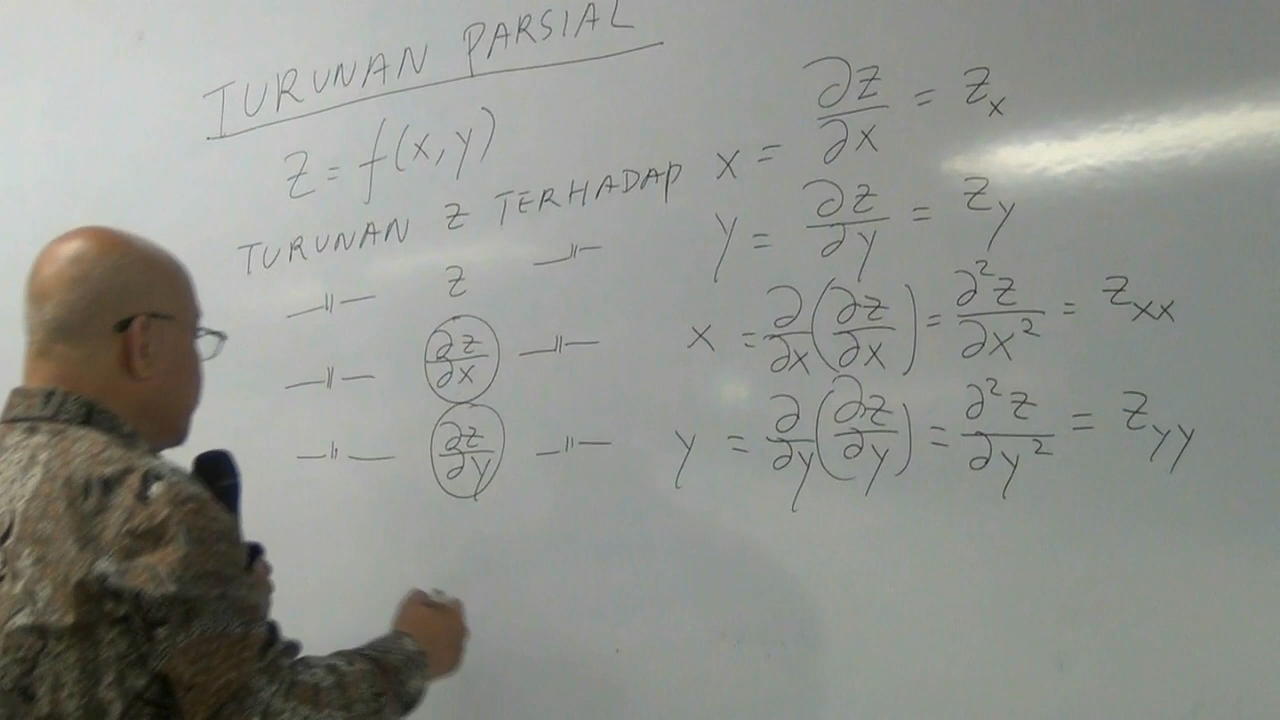 TURUNAN PARSIAL
Z = f(x, y)
TURUNAN Z TERHADAP x = ∂z/∂x = Zx
—||— Z —||— y = ∂z/∂y = Zy
—||— ∂z/∂x —||— x = ∂/∂x (∂z/∂x) = ∂²z/∂x² = Zxx
—||— ∂z/∂y —||— y = ∂/∂y (∂z/∂y) = ∂²z/∂y² = Zyy